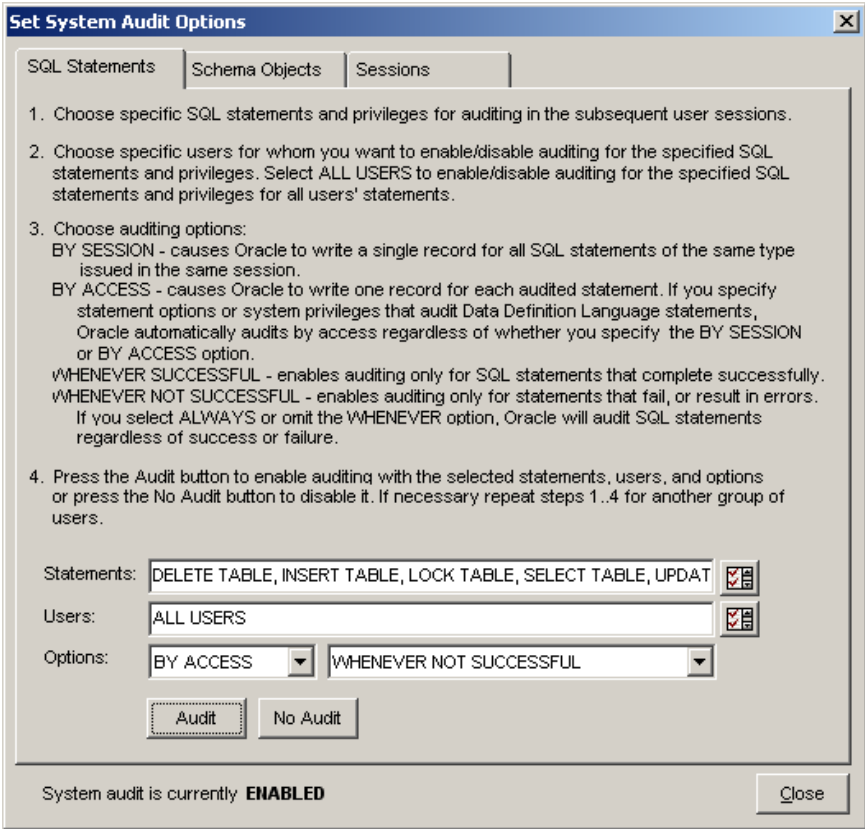 Set System Audit Options
SQL Statements
Schema Objects
Sessions
1. Choose specific SQL statements and privileges for auditing in the subsequent user sessions.
2. Choose specific users for whom you want to enable/disable auditing for the specified SQL
statements and privileges. Select ALL USERS to enable/disable auditing for the specified SQL
statements and privileges for all users' statements.
3. Choose auditing options:
BY SESSION - causes Oracle to write a single record for all SQL statements of the same type
issued in the same session.
BY ACCESS - causes Oracle to write one record for each audited statement. If you specify
statement options or system privileges that audit Data Definition Language statements,
Oracle automatically audits by access regardless of whether you specify the BY SESSION
or BY ACCESS option.
WHENEVER SUCCESSFUL - enables auditing only for SQL statements that complete successfully.
WHENEVER NOT SUCCESSFUL - enables auditing only for statements that fail, or result in errors.
If you select ALWAYS or omit the WHENEVER option, Oracle will audit SQL statements
regardless of success or failure.
4. Press the Audit button to enable auditing with the selected statements, users, and options
or press the No Audit button to disable it. If necessary repeat steps 1..4 for another group of
users.
Statements: DELETE TABLE, INSERT TABLE, LOCK TABLE, SELECT TABLE, UPDAT
Users: ALL USERS
Options: BY ACCESS WHENEVER NOT SUCCESSFUL
Audit No Audit
System audit is currently ENABLED Close